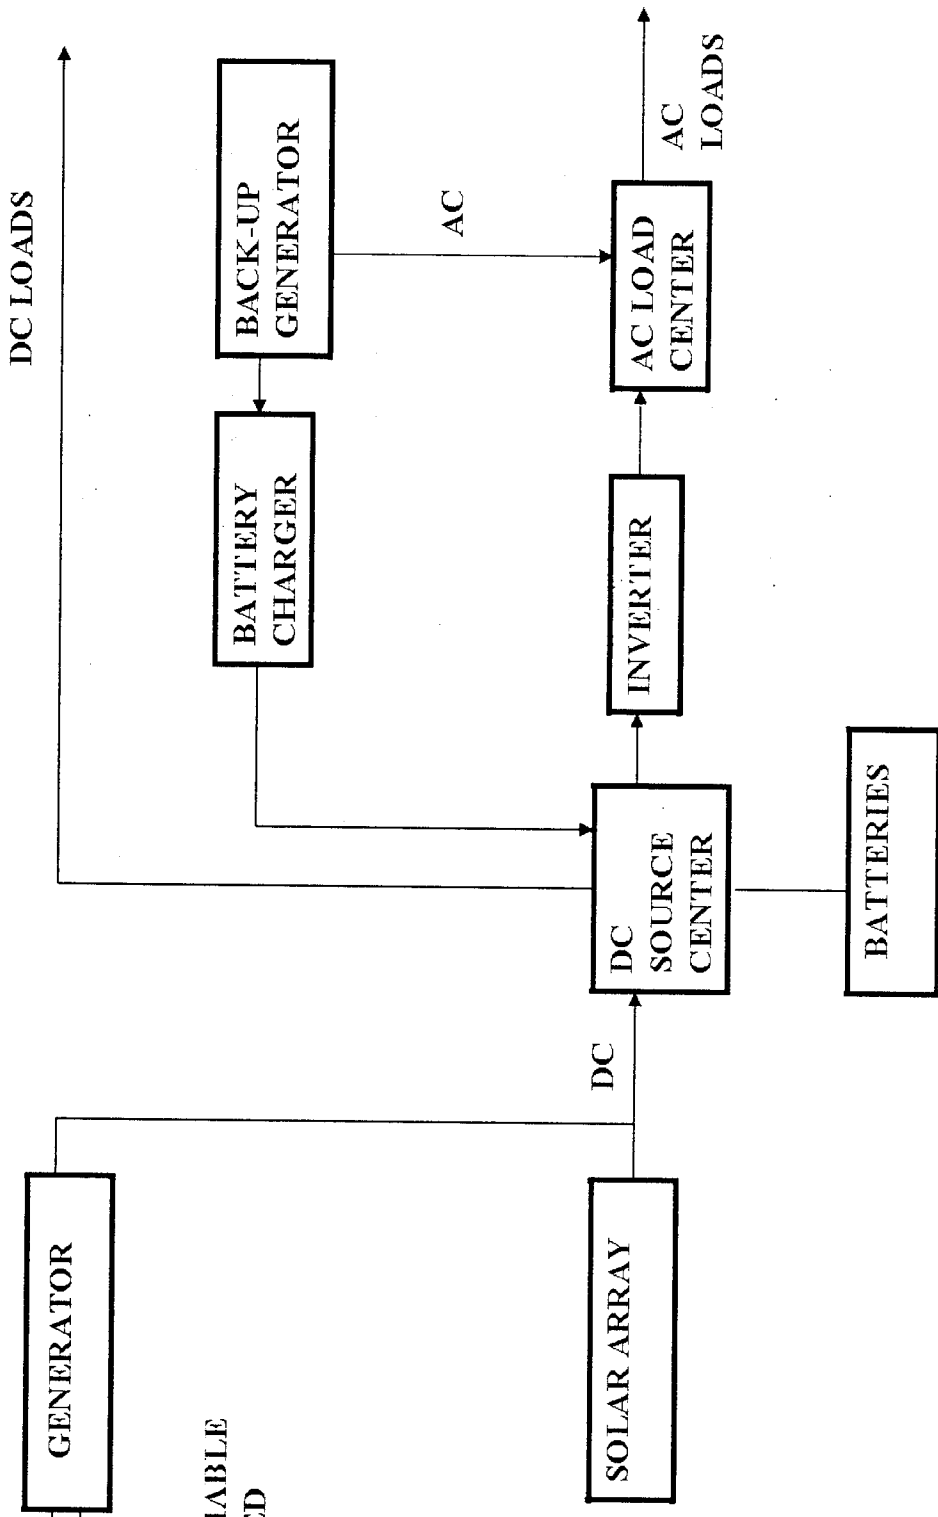 DC LOADS
GENERATOR
BATTERY
CHARGER
BACK-UP
GENERATOR
AC
SOLAR ARRAY
DC
DC
SOURCE
CENTER
INVERTER
AC LOAD
CENTER
AC
LOADS
BATTERIES